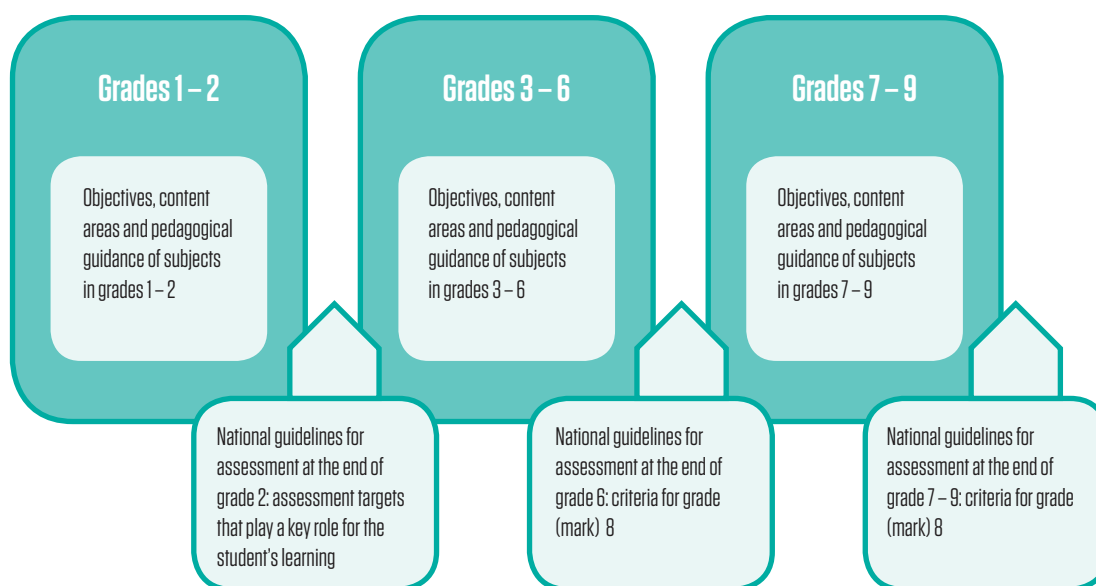 Grades 1 – 2
Objectives, content
areas and pedagogical
guidance of subjects
in grades 1 – 2
Grades 3 – 6
Objectives, content
areas and pedagogical
guidance of subjects
in grades 3 – 6
Grades 7 – 9
Objectives, content
areas and pedagogical
guidance of subjects
in grades 7 – 9
National guidelines for
assessment at the end of
grade 2: assessment targets
that play a key role for the
student’s learning
National guidelines for
assessment at the end of
grade 6: criteria for grade
(mark) 8
National guidelines for
assessment at the end of
grade 7 – 9: criteria for grade
(mark) 8